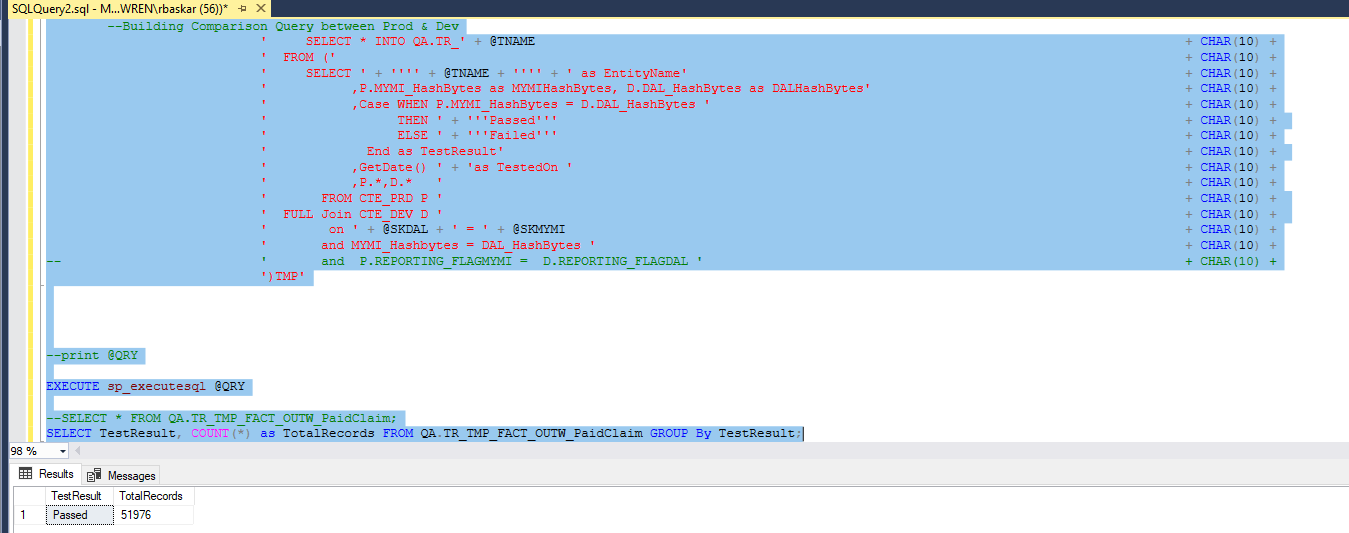 SQLQuery2.sql - M...WREN\rbaskar (56))*
--Building Comparison Query between Prod & Dev
' SELECT * INTO QA.TR_' + @TNAME + CHAR(10) +
' FROM (' + CHAR(10) +
' SELECT ' + '''' + @TNAME + '''' + ' as EntityName' + CHAR(10) +
' ,P.MYMI_HashBytes as MYMIHashBytes, D.DAL_HashBytes as DALHashBytes' + CHAR(10) +
' ,Case WHEN P.MYMI_HashBytes = D.DAL_HashBytes ' + CHAR(10) +
' THEN ' + '''Passed''' + CHAR(10) +
' ELSE ' + '''Failed''' + CHAR(10) +
' End as TestResult' + CHAR(10) +
' ,GetDate() ' + 'as TestedOn ' + CHAR(10) +
' ,P.*,D.* ' + CHAR(10) +
' FROM CTE_PRD P ' + CHAR(10) +
' FULL Join CTE_DEV D ' + CHAR(10) +
' on ' + @SKDAL + ' = ' + @SKMYMI + CHAR(10) +
' and MYMI_Hashbytes = DAL_HashBytes ' + CHAR(10) +
-- ' and P.REPORTING_FLAGMYMI = D.REPORTING_FLAGDAL ' + CHAR(10) +
')TMP'
--print @QRY
EXECUTE sp_executesql @QRY
--SELECT * FROM QA.TR_TMP_FACT_OUTW_PaidClaim;
SELECT TestResult, COUNT(*) as TotalRecords FROM QA.TR_TMP_FACT_OUTW_PaidClaim GROUP By TestResult;
98 %
Results Messages
TestResult TotalRecords
1 Passed 51976